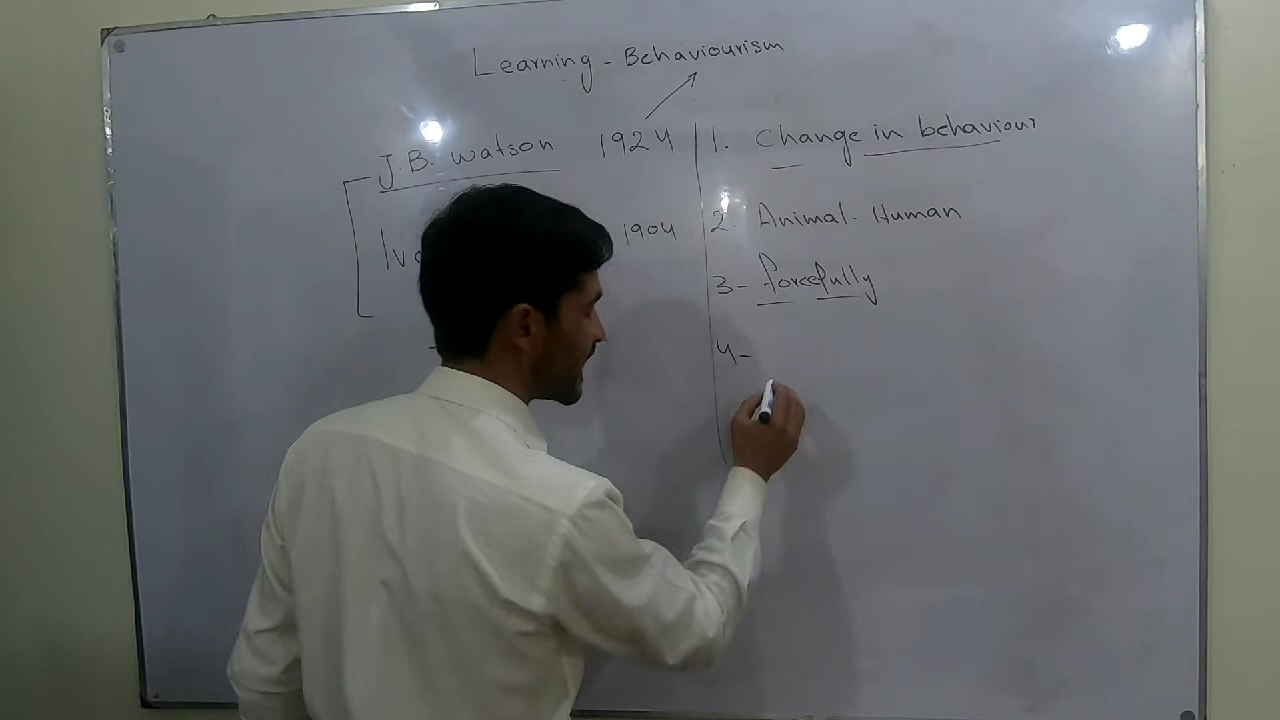 Learning - Behaviourism
J B. Watson 1924
1904
1. Change in behaviour
2. Animal - Human
3- forcefully
4-